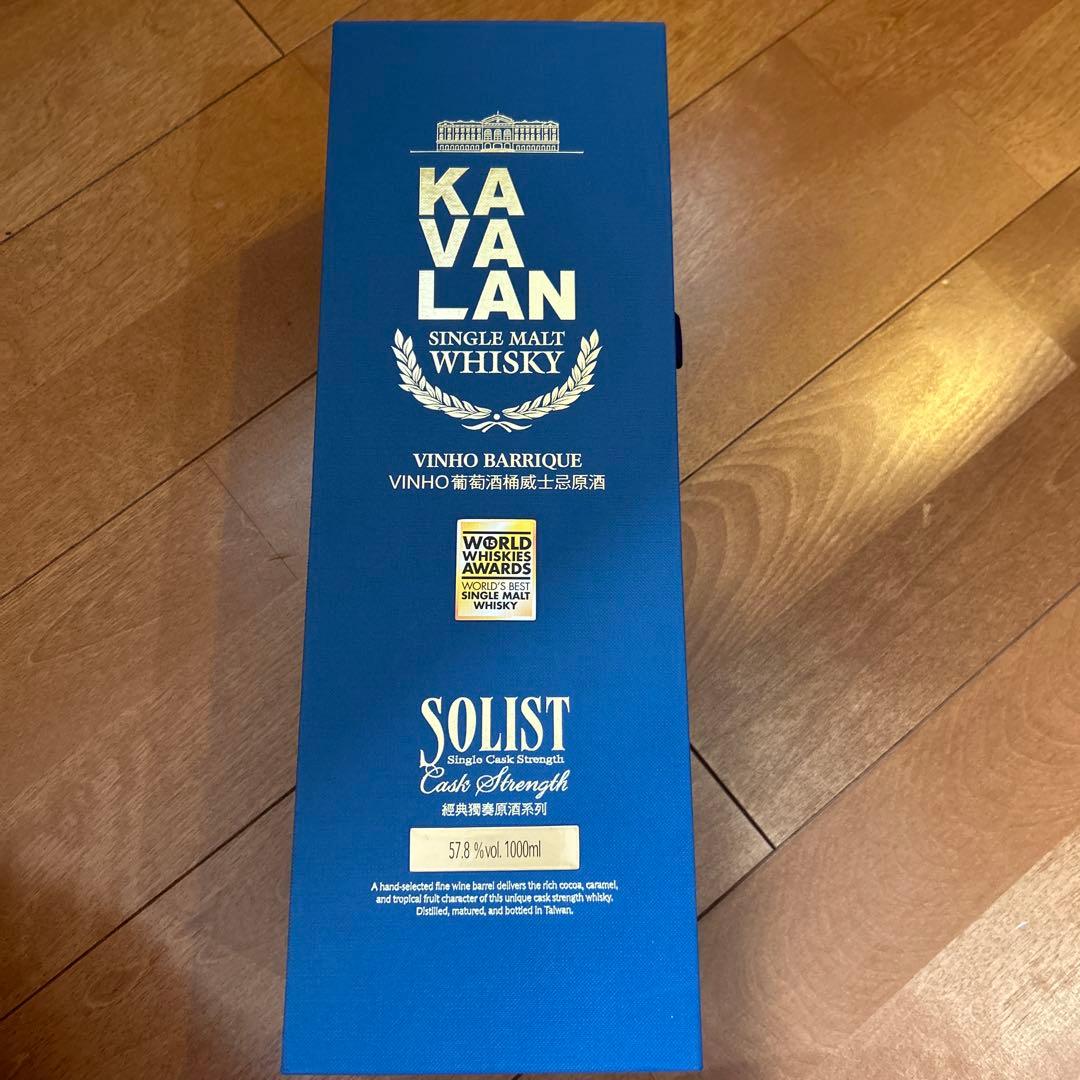 KA
VA
LAN
SINGLE MALT
WHISKY
VINHO BARRIQUE
VINHO葡萄酒桶威士忌原酒
15
WORLD
WHISKIES
AWARDS
WORLD'S BEST
SINGLE MALT
WHISKY
SOLIST
Single Cask Strength
Cask Strength
經典獨奏原酒系列
57.8 %vol. 1000ml
A hand-selected fine wine barrel delivers the rich cocoa, caramel,
and tropical fruit character of this unique cask strength whisky.
Distilled, matured, and bottled in Taiwan.